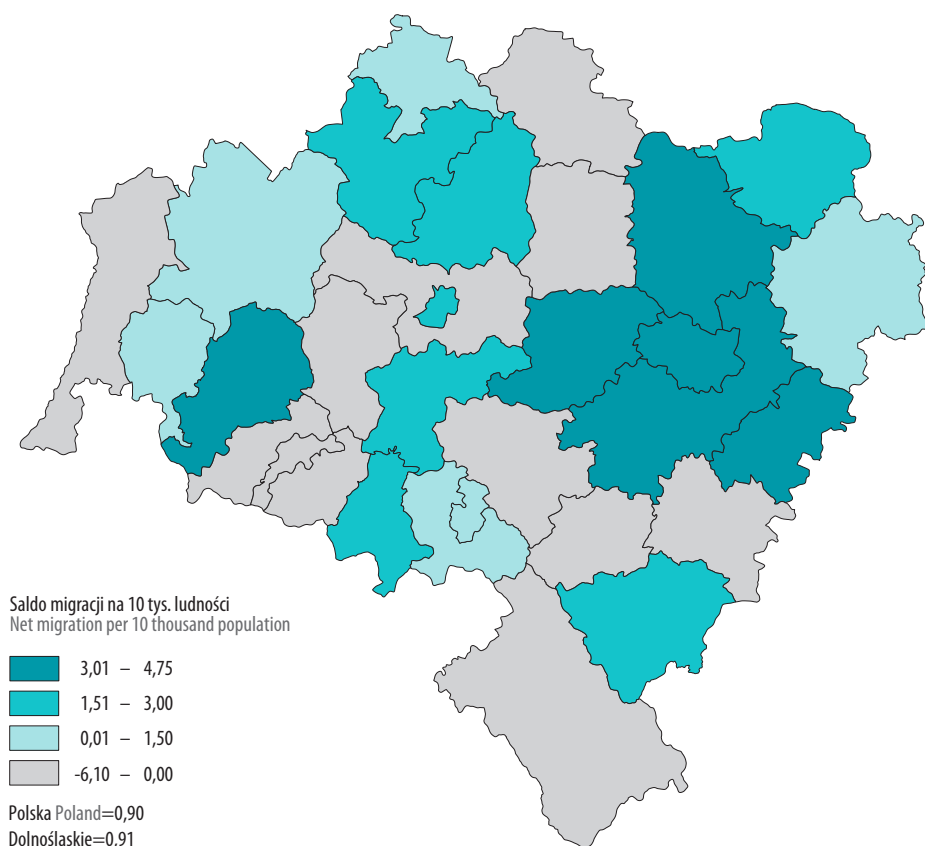 Saldo migracji na 10 tys. ludności
Net migration per 10 thousand population
3,01 – 4,75
1,51 – 3,00
0,01 – 1,50
-6,10 – 0,00
Polska Poland=0,90
Dolnośląskie=0,91